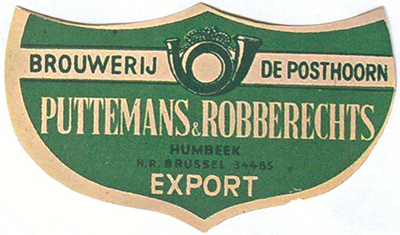 BROUWERIJ DE POSTHOORN
PUTTEMANS & ROBBERECHTS
HUMBEEK
H.R. BRUSSEL 34485
EXPORT